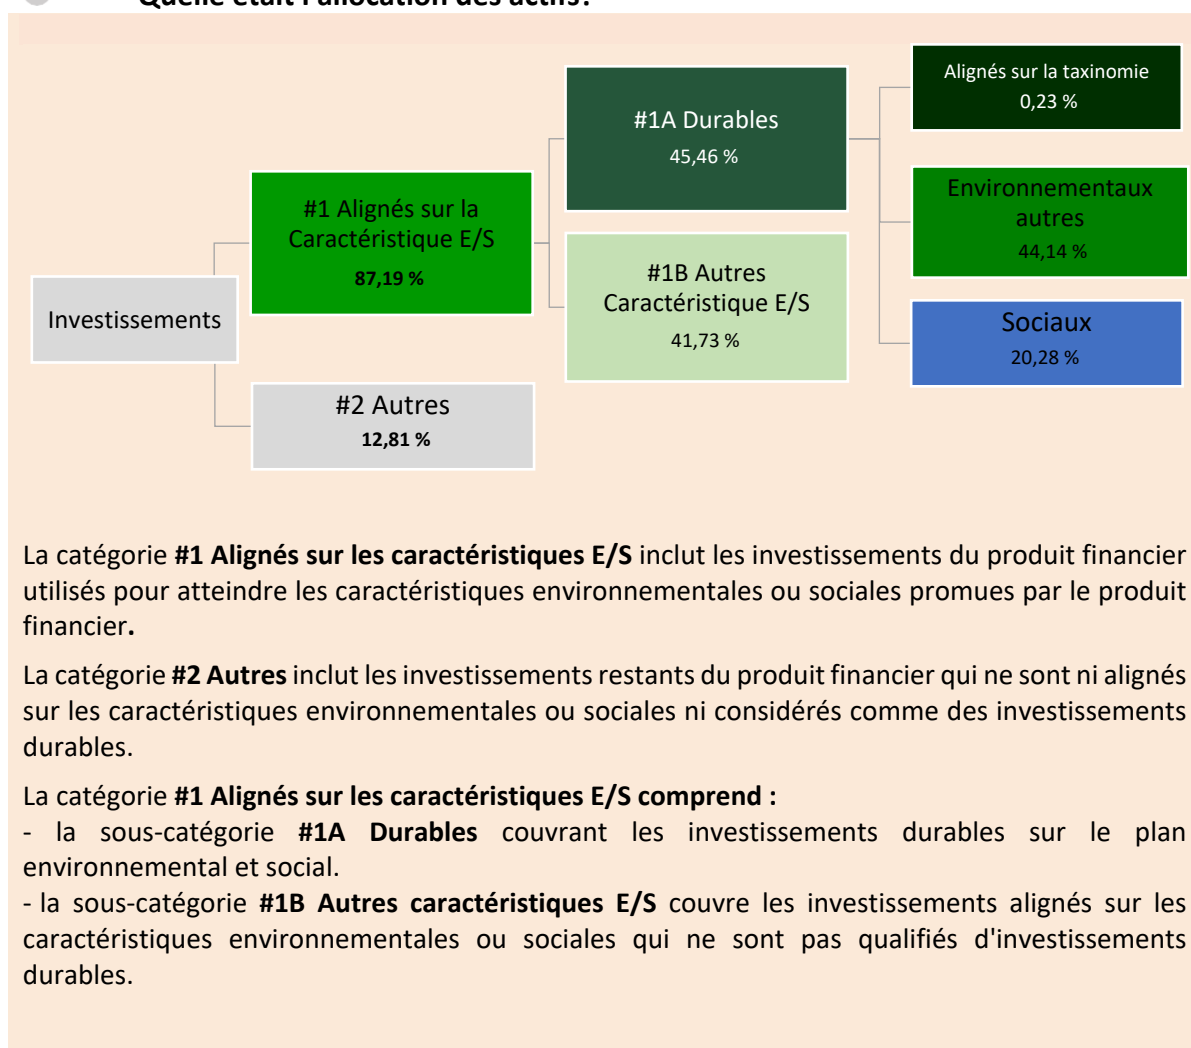 Quelle était l'allocation des actifs?
Investissements
#1 Alignés sur la
Caractéristique E/S
87,19 %
#2 Autres
12,81 %
#1A Durables
45,46 %
#1B Autres
Caractéristique E/S
41,73 %
Alignés sur la taxinomie
0,23 %
Environnementaux
autres
44,14 %
Sociaux
20,28 %
La catégorie #1 Alignés sur les caractéristiques E/S inclut les investissements du produit financier
utilisés pour atteindre les caractéristiques environnementales ou sociales promues par le produit
financier.
La catégorie #2 Autres inclut les investissements restants du produit financier qui ne sont ni alignés
sur les caractéristiques environnementales ou sociales ni considérés comme des investissements
durables.
La catégorie #1 Alignés sur les caractéristiques E/S comprend :
- la sous-catégorie #1A Durables couvrant les investissements durables sur le plan
environnemental et social.
- la sous-catégorie #1B Autres caractéristiques E/S couvre les investissements alignés sur les
caractéristiques environnementales ou sociales qui ne sont pas qualifiés d'investissements
durables.